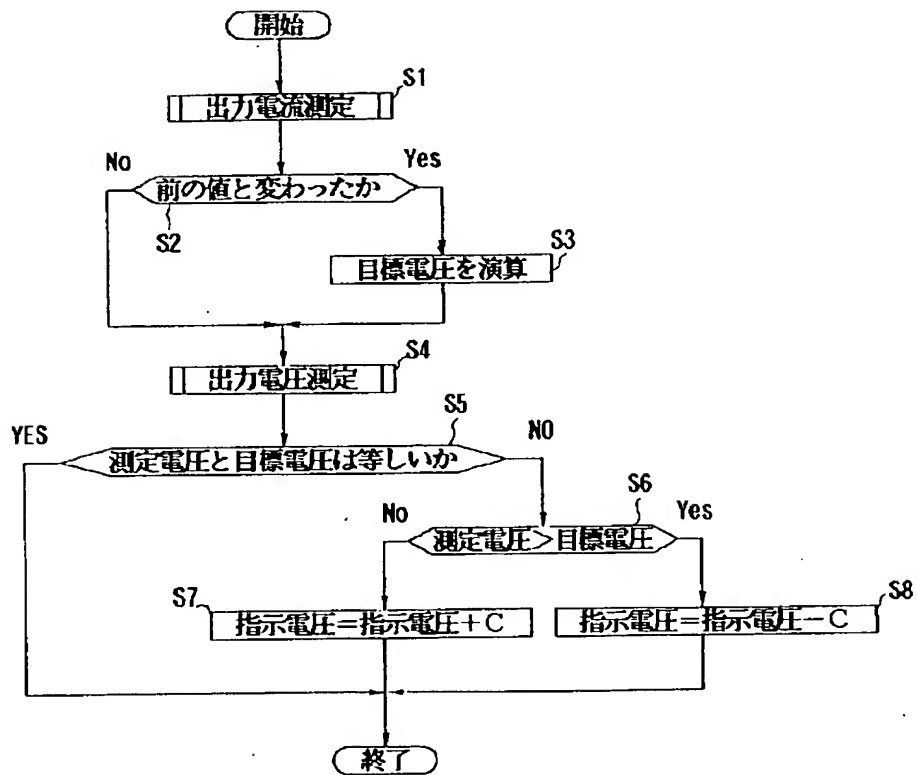 開始
S1
出力電流測定
No
Yes
前の値と変わったか
S2
S3
目標電圧を演算
S4
出力電圧測定
S5
YES
NO
測定電圧と目標電圧は等しいか
S6
No
Yes
測定電圧>目標電圧
S7
指示電圧=指示電圧+C
S8
指示電圧=指示電圧-C
終了